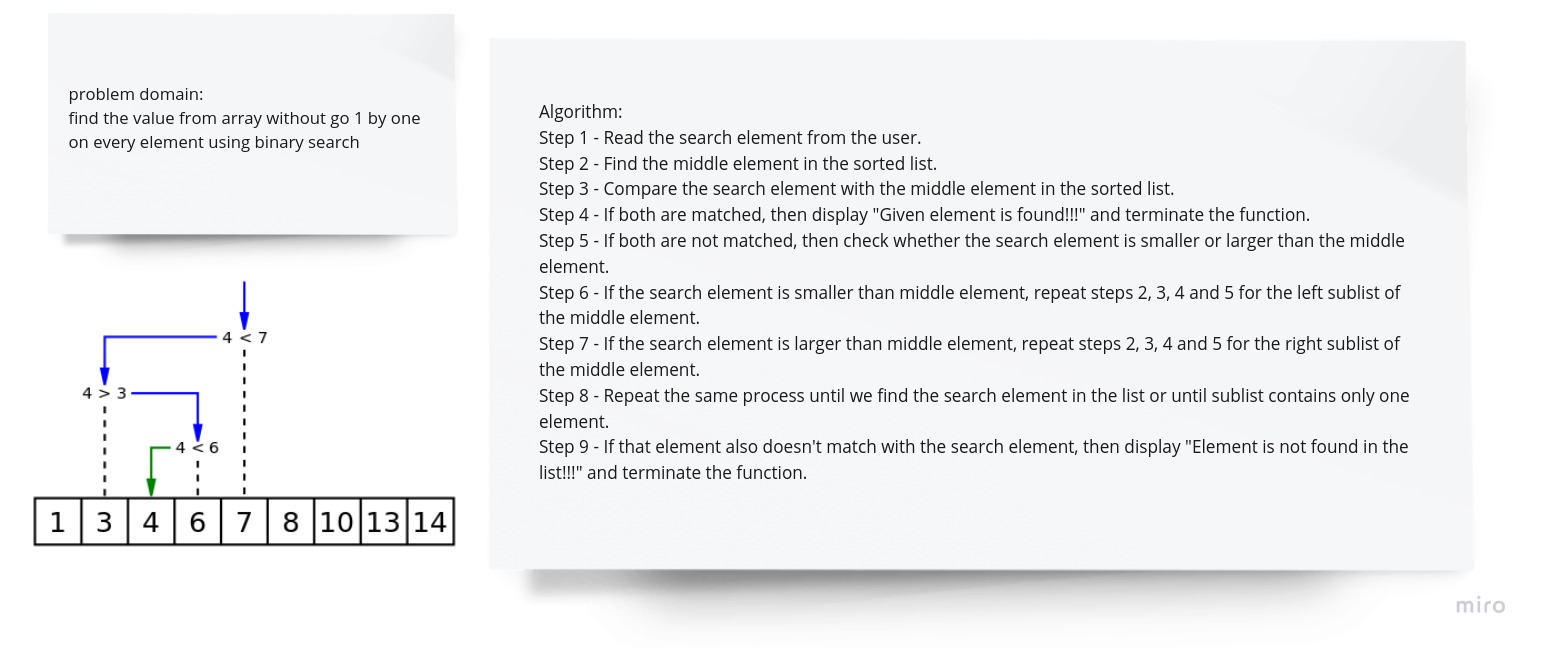 problem domain:
find the value from array without go 1 by one
on every element using binary search
Algorithm:
Step 1 - Read the search element from the user.
Step 2 - Find the middle element in the sorted list.
Step 3 - Compare the search element with the middle element in the sorted list.
Step 4 - If both are matched, then display "Given element is found!!!" and terminate the function.
Step 5 - If both are not matched, then check whether the search element is smaller or larger than the middle
element.
Step 6 - If the search element is smaller than middle element, repeat steps 2, 3, 4 and 5 for the left sublist of
the middle element.
Step 7 - If the search element is larger than middle element, repeat steps 2, 3, 4 and 5 for the right sublist of
the middle element.
Step 8 - Repeat the same process until we find the search element in the list or until sublist contains only one
element.
Step 9 - If that element also doesn't match with the search element, then display "Element is not found in the
list!!!" and terminate the function.
4 < 7
4 > 3
4 < 6
1 3 4 6 7 8 10 13 14
miro